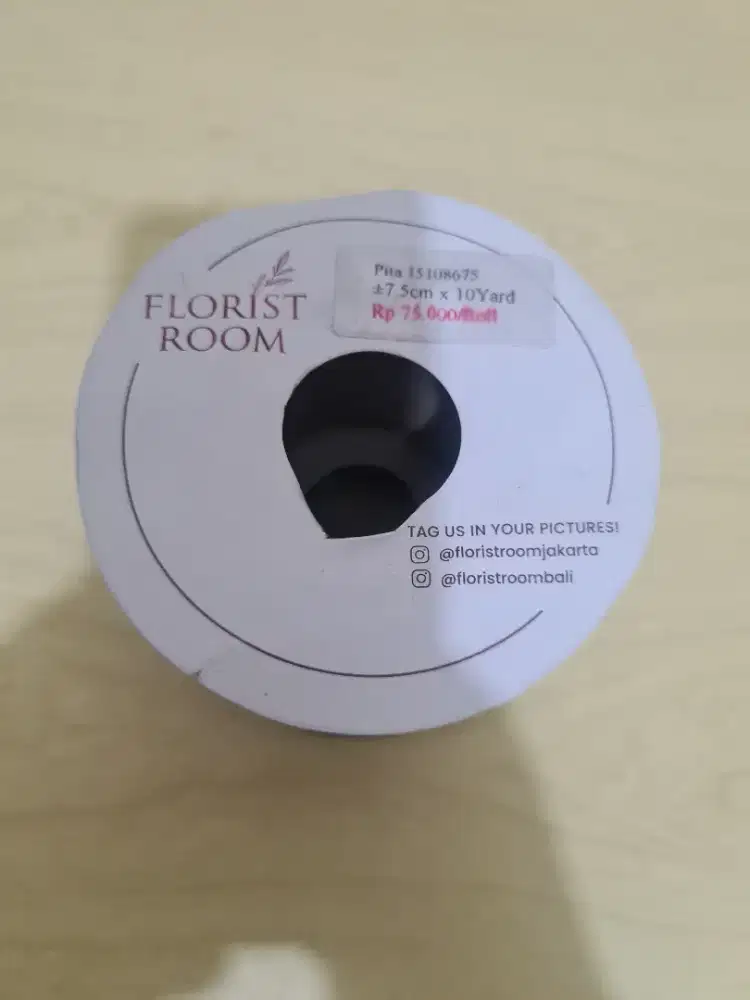 FLORIST
ROOM
Pita 15108675
±7.5cm x 10Yard
Rp 75.000/Roll
TAG US IN YOUR PICTURES!
@floristroomjakarta
@floristroombali